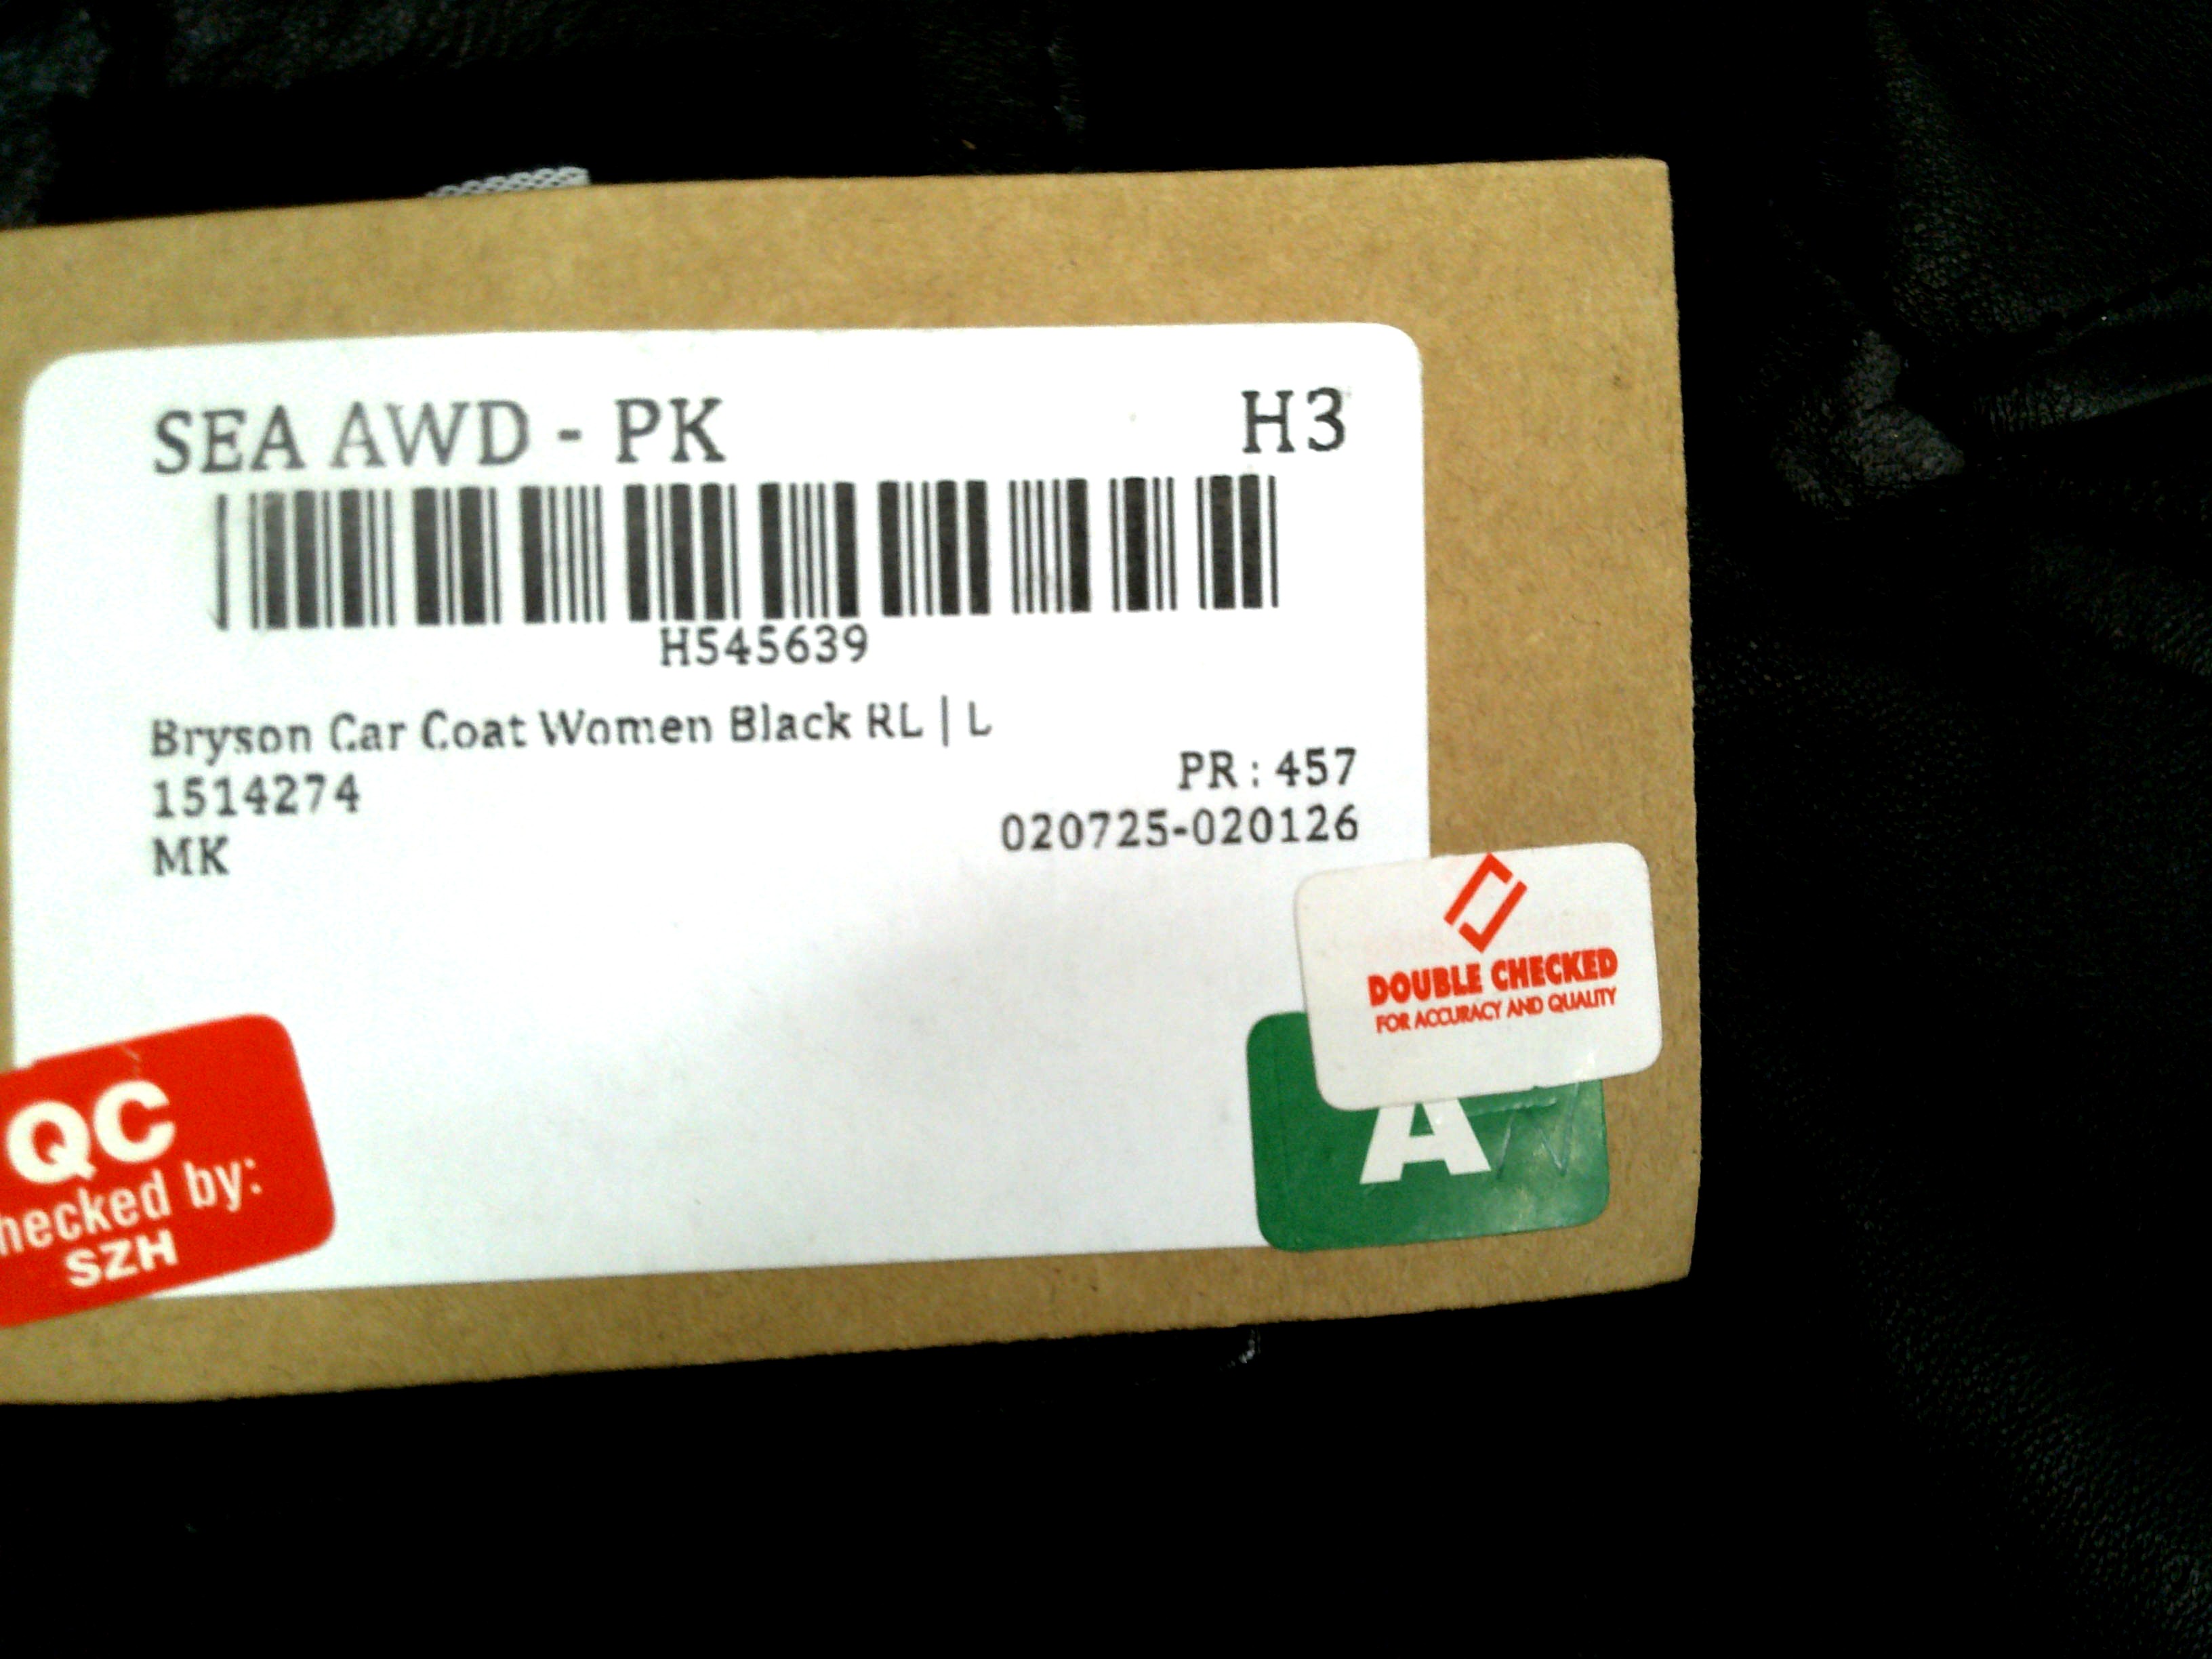 SEA AWD - PK H3
H545639
Bryson Car Coat Women Black RL | L
1514274 PR : 457
MK 020725-020126
DOUBLE CHECKED
FOR ACCURACY AND QUALITY
A
QC
hecked by:
SZH